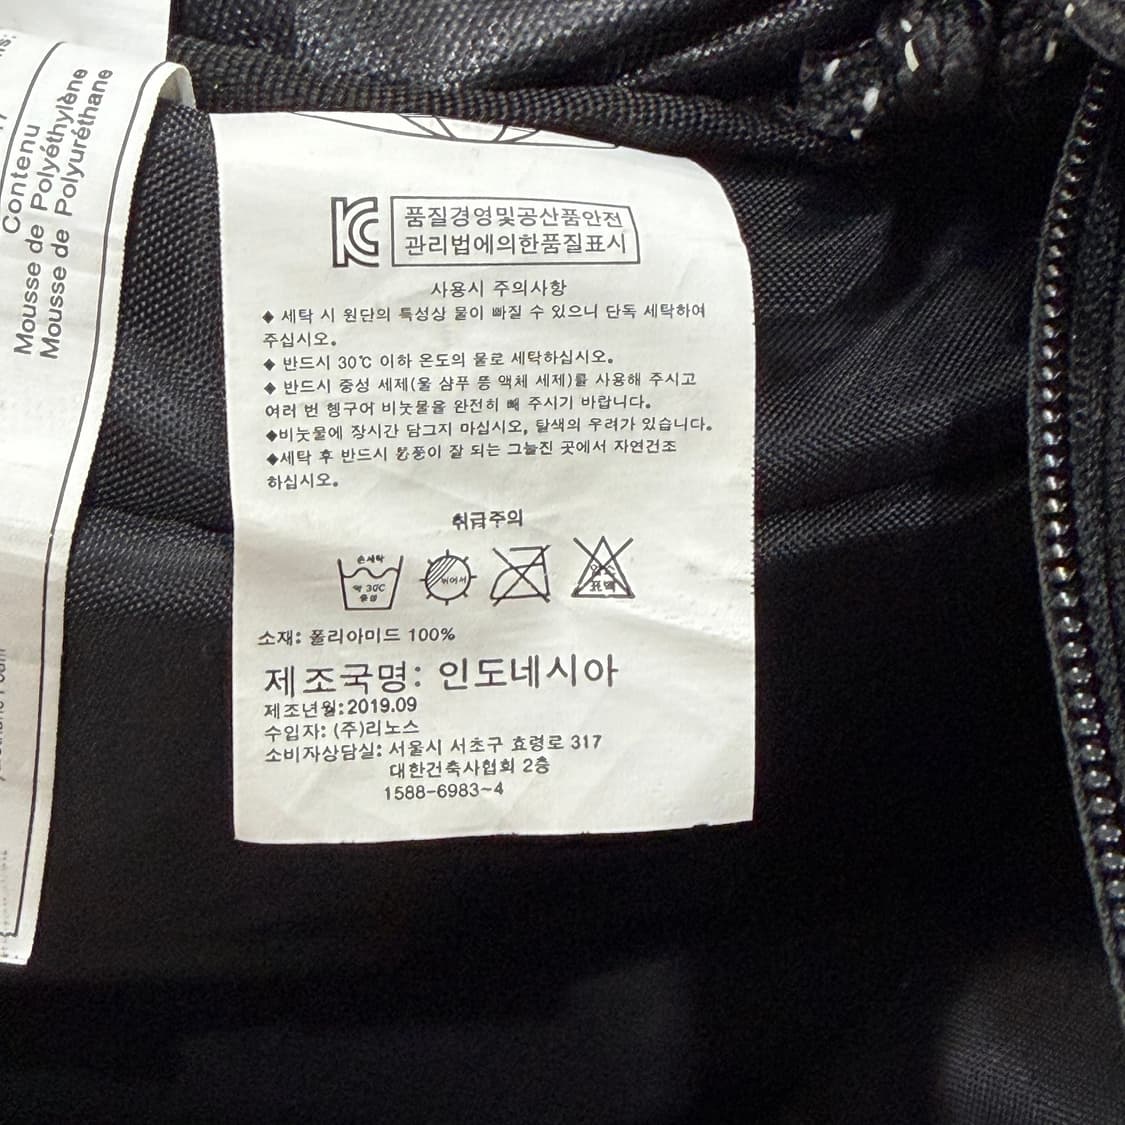 Contenu
Mousse de Polyéthylène
Mousse de Polyuréthane
품질경영및공산품안전
관리법에의한품질표시
사용시 주의사항
◆ 세탁 시 원단의 특성상 물이 빠질 수 있으니 단독 세탁하여
주십시오.
◆ 반드시 30℃ 이하 온도의 물로 세탁하십시오.
◆ 반드시 중성 세제(울 샴푸 등 액체 세제)를 사용해 주시고
여러 번 헹구어 비눗물을 완전히 빼 주시기 바랍니다.
◆비눗물에 장시간 담그지 마십시오, 탈색의 우려가 있습니다.
◆세탁 후 반드시 통풍이 잘 되는 그늘진 곳에서 자연건조
하십시오.
취급주의
손세탁
약 30℃
중성
뉘어서
염소
표백
소재: 폴리아미드 100%
제조국명: 인도네시아
제조년월:2019.09
수입자: (주)리노스
소비자상담실: 서울시 서초구 효령로 317
대한건축사협회 2층
1588-6983~4